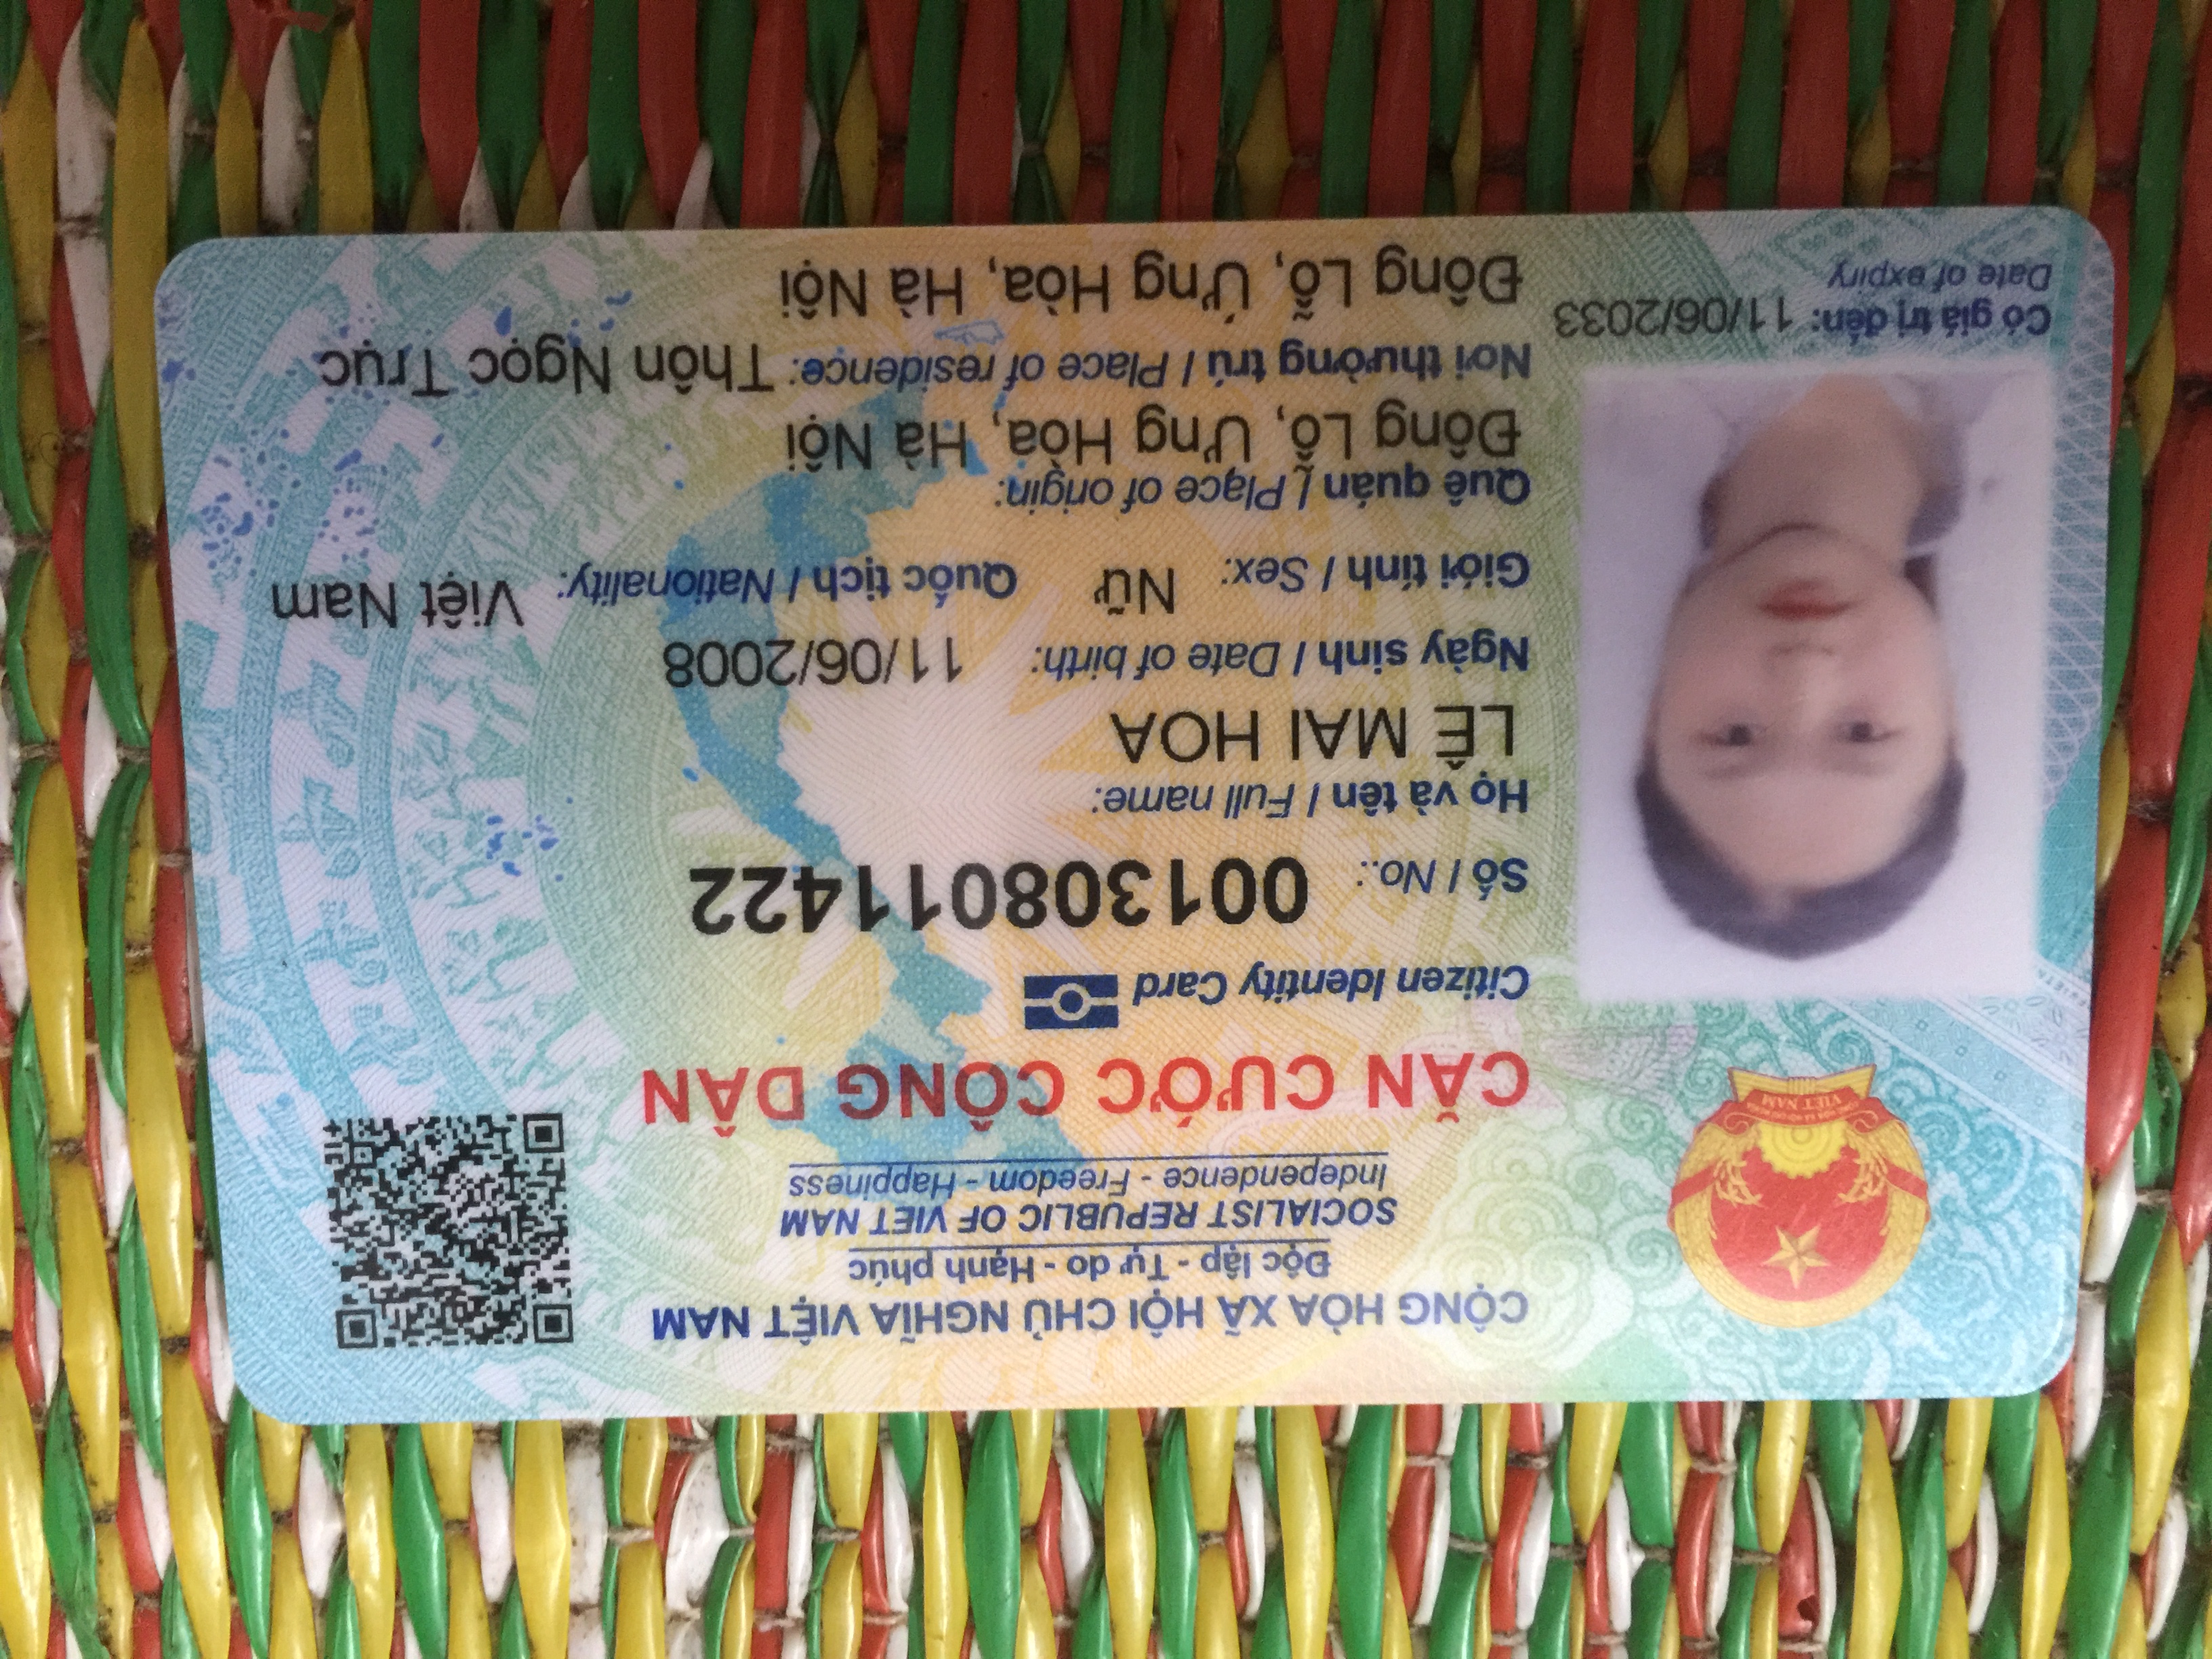 CỘNG HÒA XÃ HỘI CHỦ NGHĨA VIỆT NAM
Độc lập - Tự do - Hạnh phúc
SOCIALIST REPUBLIC OF VIET NAM
Independence - Freedom - Happiness
CĂN CƯỚC CÔNG DÂN
Citizen Identity Card
Số / No.: 001308011422
Họ và tên / Full name:
LÊ MAI HOA
Ngày sinh / Date of birth: 11/06/2008
Giới tính / Sex: Nữ Quốc tịch / Nationality: Việt Nam
Quê quán / Place of origin:
Đông Lỗ, Ứng Hòa, Hà Nội
Nơi thường trú / Place of residence: Thôn Ngọc Trục
Đông Lỗ, Ứng Hòa, Hà Nội
Có giá trị đến: 11/06/2033
Date of expiry